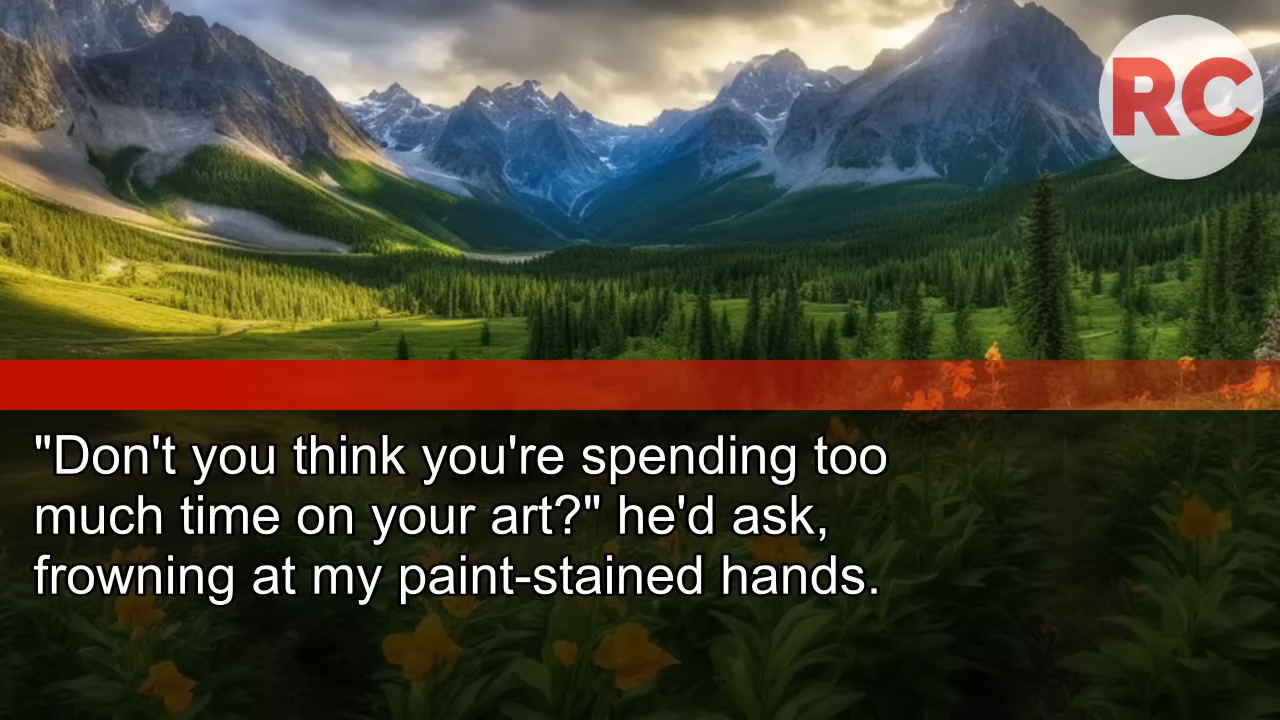 RC
"Don't you think you're spending too
much time on your art?" he'd ask,
frowning at my paint-stained hands.